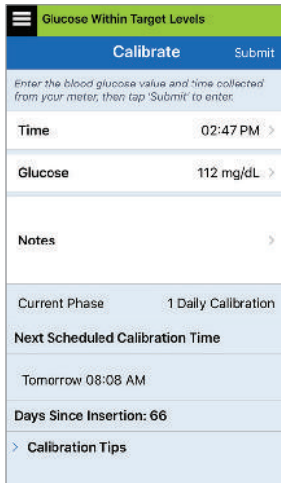 Glucose Within Target Levels
Calibrate Submit
Enter the blood glucose value and time collected
from your meter, then tap 'Submit' to enter.
Time 02:47 PM >
Glucose 112 mg/dL >
Notes >
Current Phase 1 Daily Calibration
Next Scheduled Calibration Time
Tomorrow 08:08 AM
Days Since Insertion: 66
> Calibration Tips